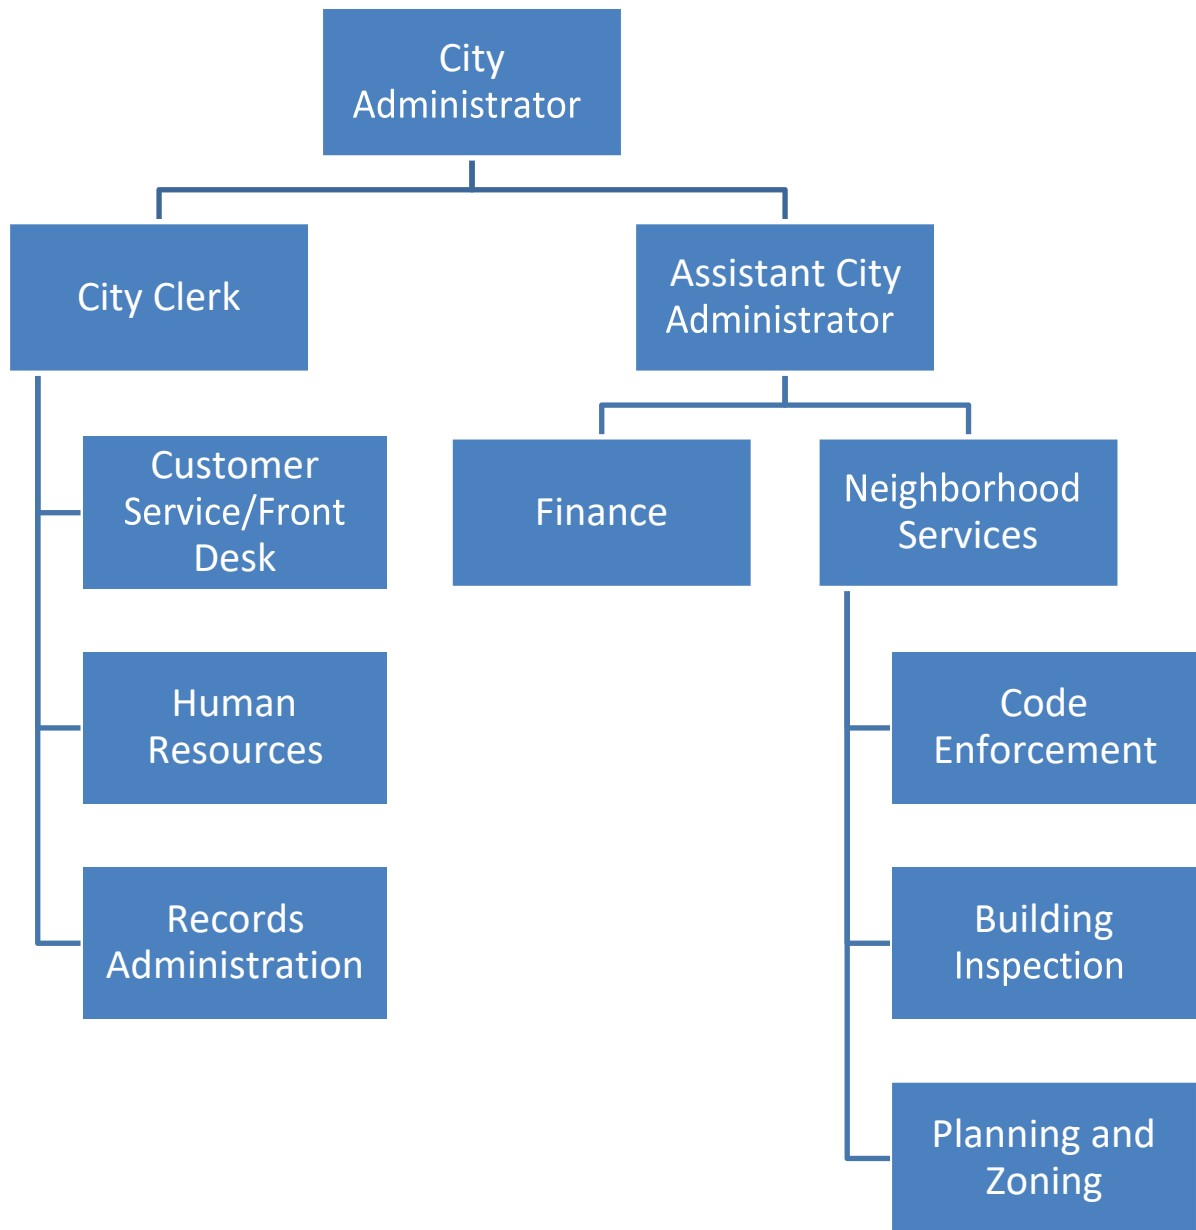 City
Administrator
City Clerk
Assistant City
Administrator
Customer
Service/Front
Desk
Human
Resources
Records
Administration
Finance
Neighborhood
Services
Code
Enforcement
Building
Inspection
Planning and
Zoning